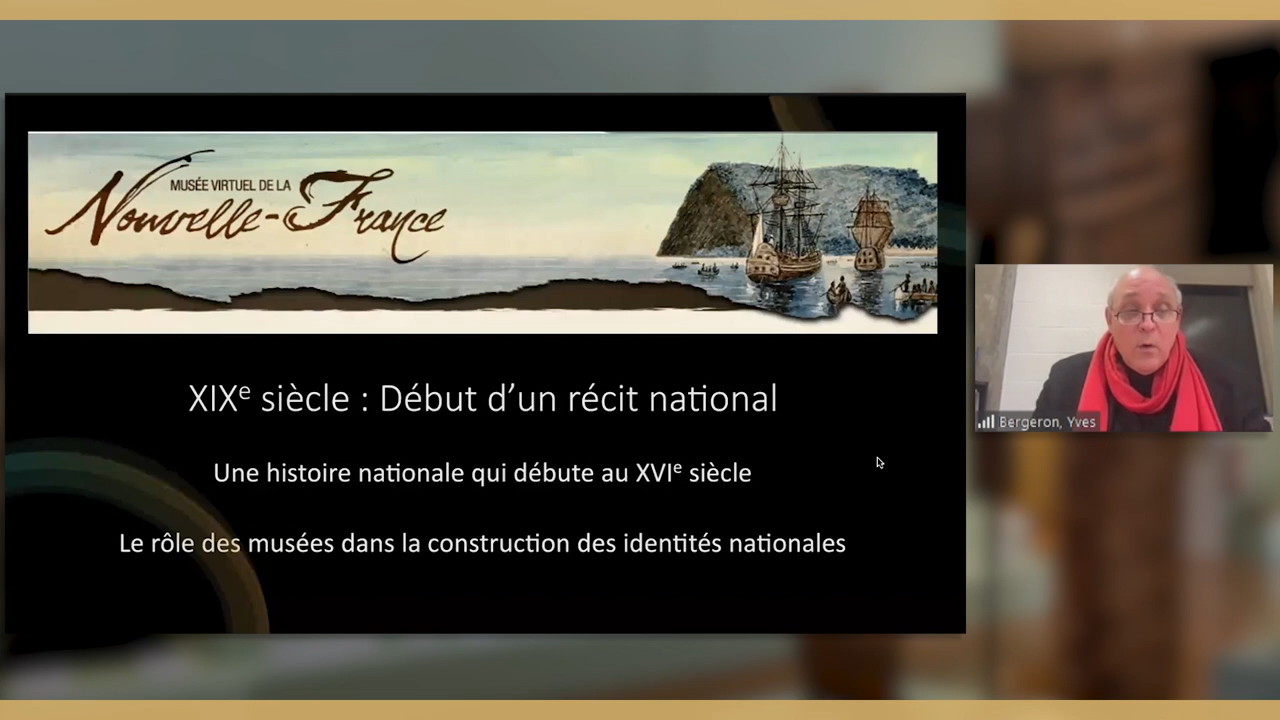 MUSÉE VIRTUEL DE LA
Nouvelle-France
XIXe siècle : Début d’un récit national
Une histoire nationale qui débute au XVIe siècle
Le rôle des musées dans la construction des identités nationales
Bergeron, Yves